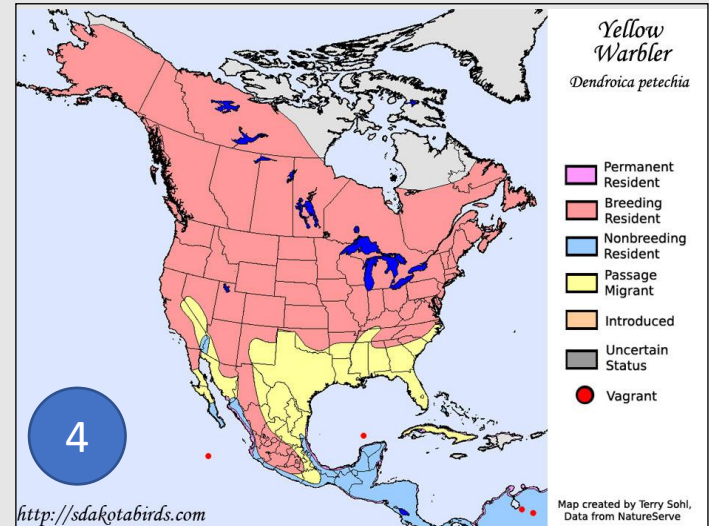 Yellow
Warbler
Dendroica petechia
Permanent
Resident
Breeding
Resident
Nonbreeding
Resident
Passage
Migrant
Introduced
Uncertain
Status
Vagrant
4
http://sdakotabirds.com
Map created by Terry Sohl,
Data from NatureServe